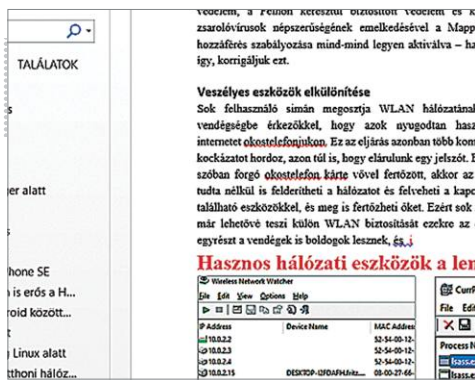 TALÁLATOK
er alatt
hone SE
is erős a H...
roid között...
Linux alatt
tthoni hálóz...
védelem, a Felhőn keresztül biztosított védelem és k
zsarolóvírusok népszerűségének emelkedésével a Mapp
hozzáférés szabályozása mind-mind legyen aktiválva – ha
így, korrigáljuk ezt.
Veszélyes eszközök elkülönítése
Sok felhasználó simán megosztja WLAN hálózatának
vendégségbe érkezőkkel, hogy azok nyugodtan hasz
internetet okostelefonjukon. Ez az eljárás azonban több kom
kockázatot hordoz, azon túl is, hogy elárulunk egy jelszót. E
szóban forgó okostelefon kárte vővel fertőzött, akkor az
tudta nélkül is felderítheti a hálózatot és felveheti a kapo
található eszközökkel, és meg is fertőzheti őket. Ezért sok
már lehetővé teszi külön WLAN biztosítását ezekre az
egyrészt a vendégek is boldogok lesznek, és i
Hasznos hálózati eszközök a len
Wireless Network Watcher
File Edit View Options Help
IP Address Device Name MAC Addres
10.0.2.2 52-54-00-12-
10.0.2.3 52-54-00-12-
10.0.2.4 52-54-00-12-
10.0.2.15 DESKTOP-I2FDAFH.fritz... 08-00-27-66-
CurrP
File Edit
Process N
lsass.ex
lsass.e